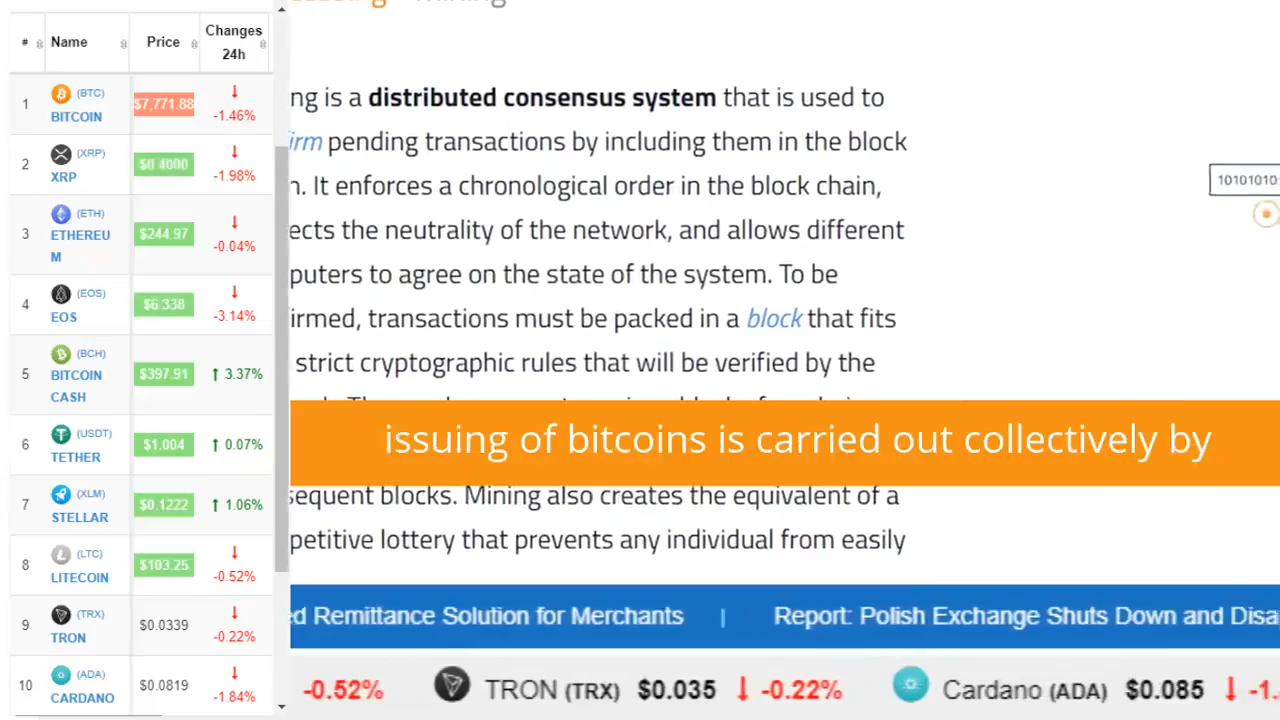 # Name Price Changes 24h
1 (BTC) BITCOIN $7,771.88 ↓ -1.46%
2 (XRP) XRP $0.4000 ↓ -1.98%
3 (ETH) ETHEREU M $244.97 ↓ -0.04%
4 (EOS) EOS $6.338 ↓ -3.14%
5 (BCH) BITCOIN CASH $397.91 ↑ 3.37%
6 (USDT) TETHER $1.004 ↑ 0.07%
7 (XLM) STELLAR $0.1222 ↑ 1.06%
8 (LTC) LITECOIN $103.25 ↓ -0.52%
9 (TRX) TRON $0.0339 ↓ -0.22%
10 (ADA) CARDANO $0.0819 ↓ -1.84%
ng is a distributed consensus system that is used to
irm pending transactions by including them in the block
n. It enforces a chronological order in the block chain,
ects the neutrality of the network, and allows different
puters to agree on the state of the system. To be
irmed, transactions must be packed in a block that fits
strict cryptographic rules that will be verified by the
issuing of bitcoins is carried out collectively by
sequent blocks. Mining also creates the equivalent of a
petitive lottery that prevents any individual from easily
10101010
ed Remittance Solution for Merchants | Report: Polish Exchange Shuts Down and Disa
-0.52% TRON (TRX) $0.035 ↓ -0.22% Cardano (ADA) $0.085 ↓ -1.